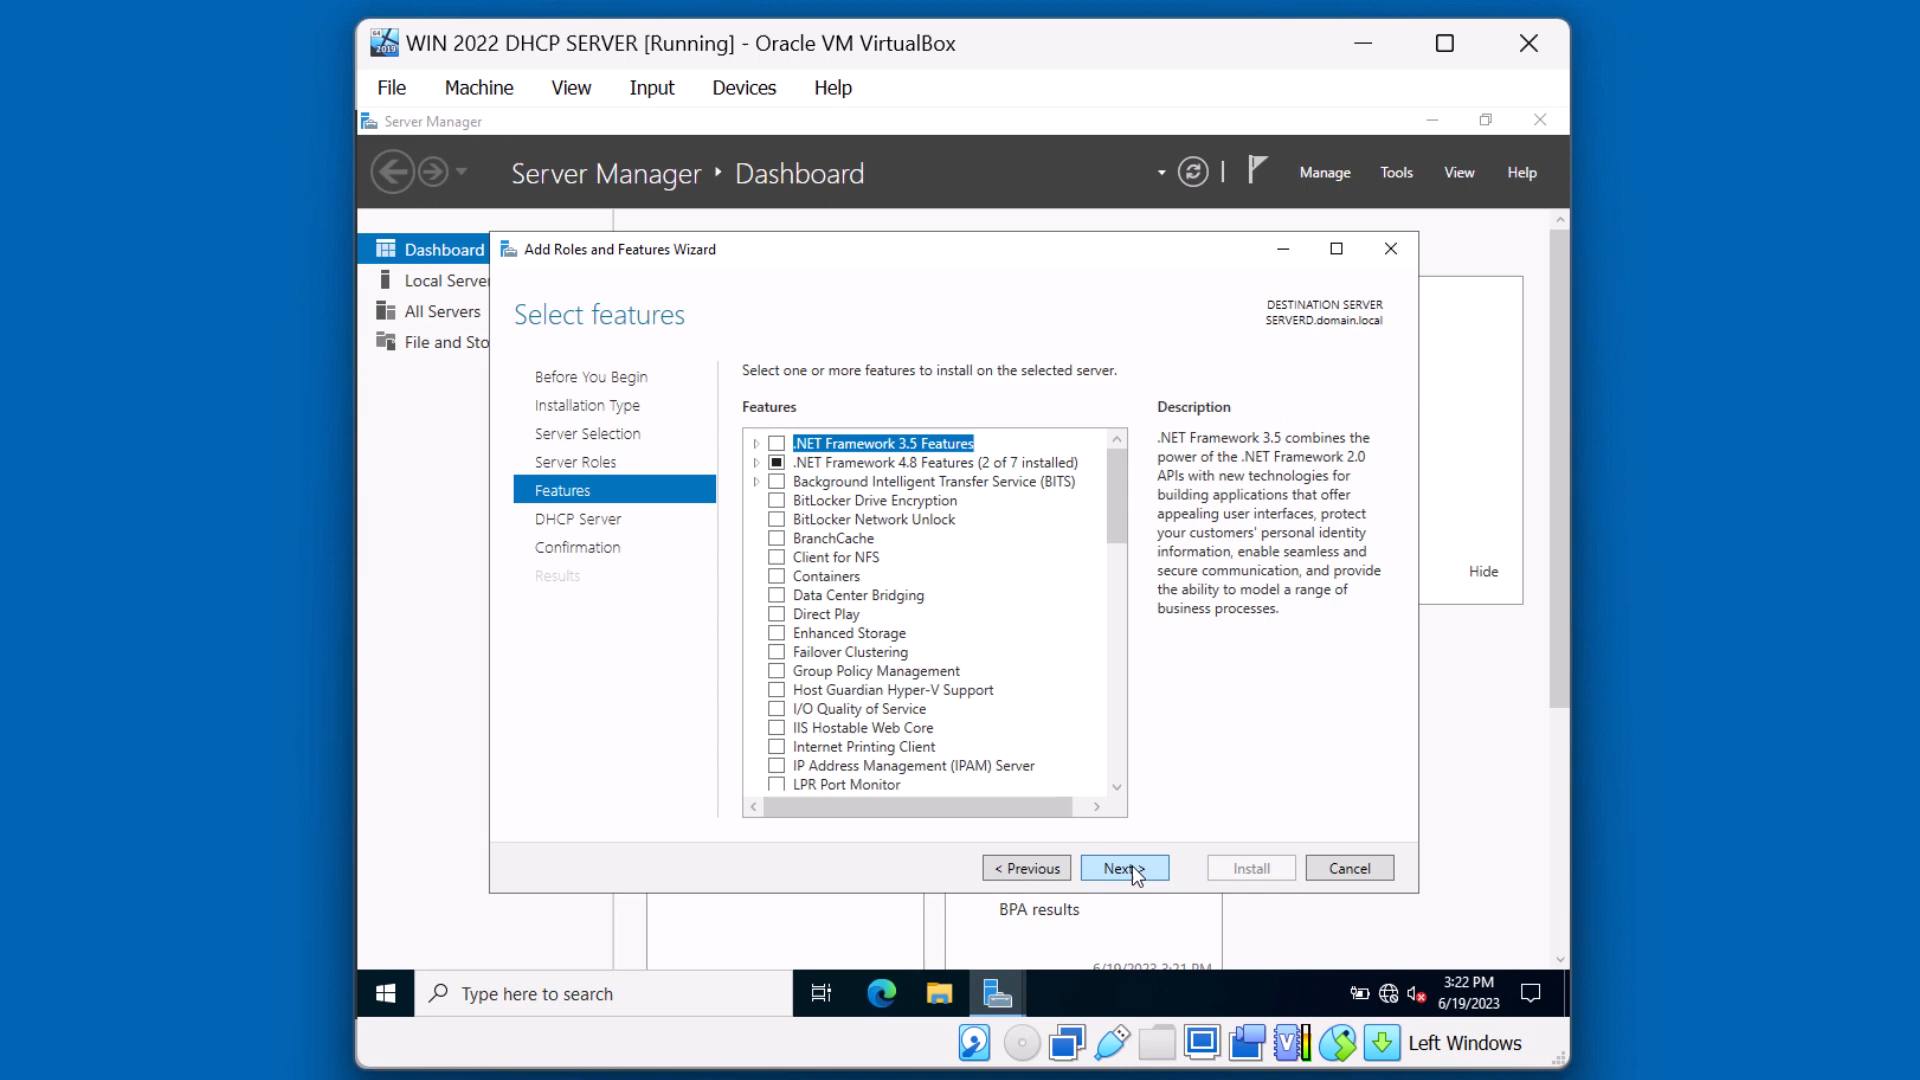 WIN 2022 DHCP SERVER [Running] - Oracle VM VirtualBox
File Machine View Input Devices Help
Server Manager
Server Manager ‣ Dashboard
Manage Tools View Help
Dashboard
Local Server
All Servers
File and Sto
Add Roles and Features Wizard
Select features
DESTINATION SERVER
SERVERD.domain.local
Before You Begin
Installation Type
Server Selection
Server Roles
Features
DHCP Server
Confirmation
Results
Select one or more features to install on the selected server.
Features
.NET Framework 3.5 Features
.NET Framework 4.8 Features (2 of 7 installed)
Background Intelligent Transfer Service (BITS)
BitLocker Drive Encryption
BitLocker Network Unlock
BranchCache
Client for NFS
Containers
Data Center Bridging
Direct Play
Enhanced Storage
Failover Clustering
Group Policy Management
Host Guardian Hyper-V Support
I/O Quality of Service
IIS Hostable Web Core
Internet Printing Client
IP Address Management (IPAM) Server
LPR Port Monitor
Description
.NET Framework 3.5 combines the
power of the .NET Framework 2.0
APIs with new technologies for
building applications that offer
appealing user interfaces, protect
your customers' personal identity
information, enable seamless and
secure communication, and provide
the ability to model a range of
business processes.
Hide
< Previous
Next >
Install
Cancel
BPA results
6/19/2023 3:21 PM
Type here to search
3:22 PM
6/19/2023
Left Windows